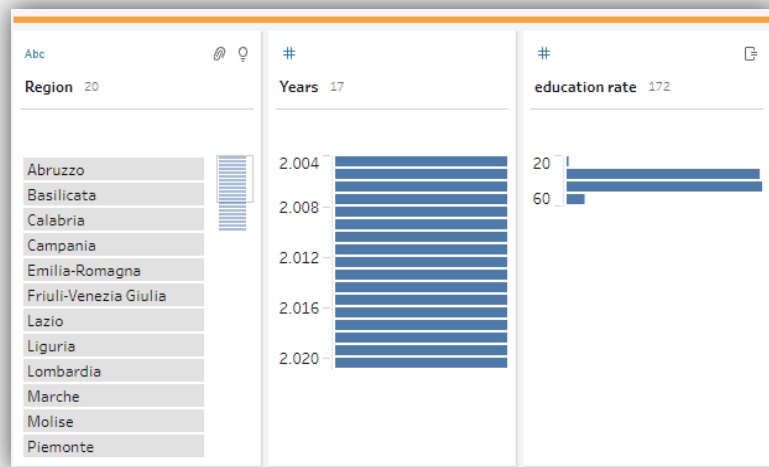 Abc
Region 20
Abruzzo
Basilicata
Calabria
Campania
Emilia-Romagna
Friuli-Venezia Giulia
Lazio
Liguria
Lombardia
Marche
Molise
Piemonte
#
Years 17
2.004
2.008
2.012
2.016
2.020
#
education rate 172
20
60